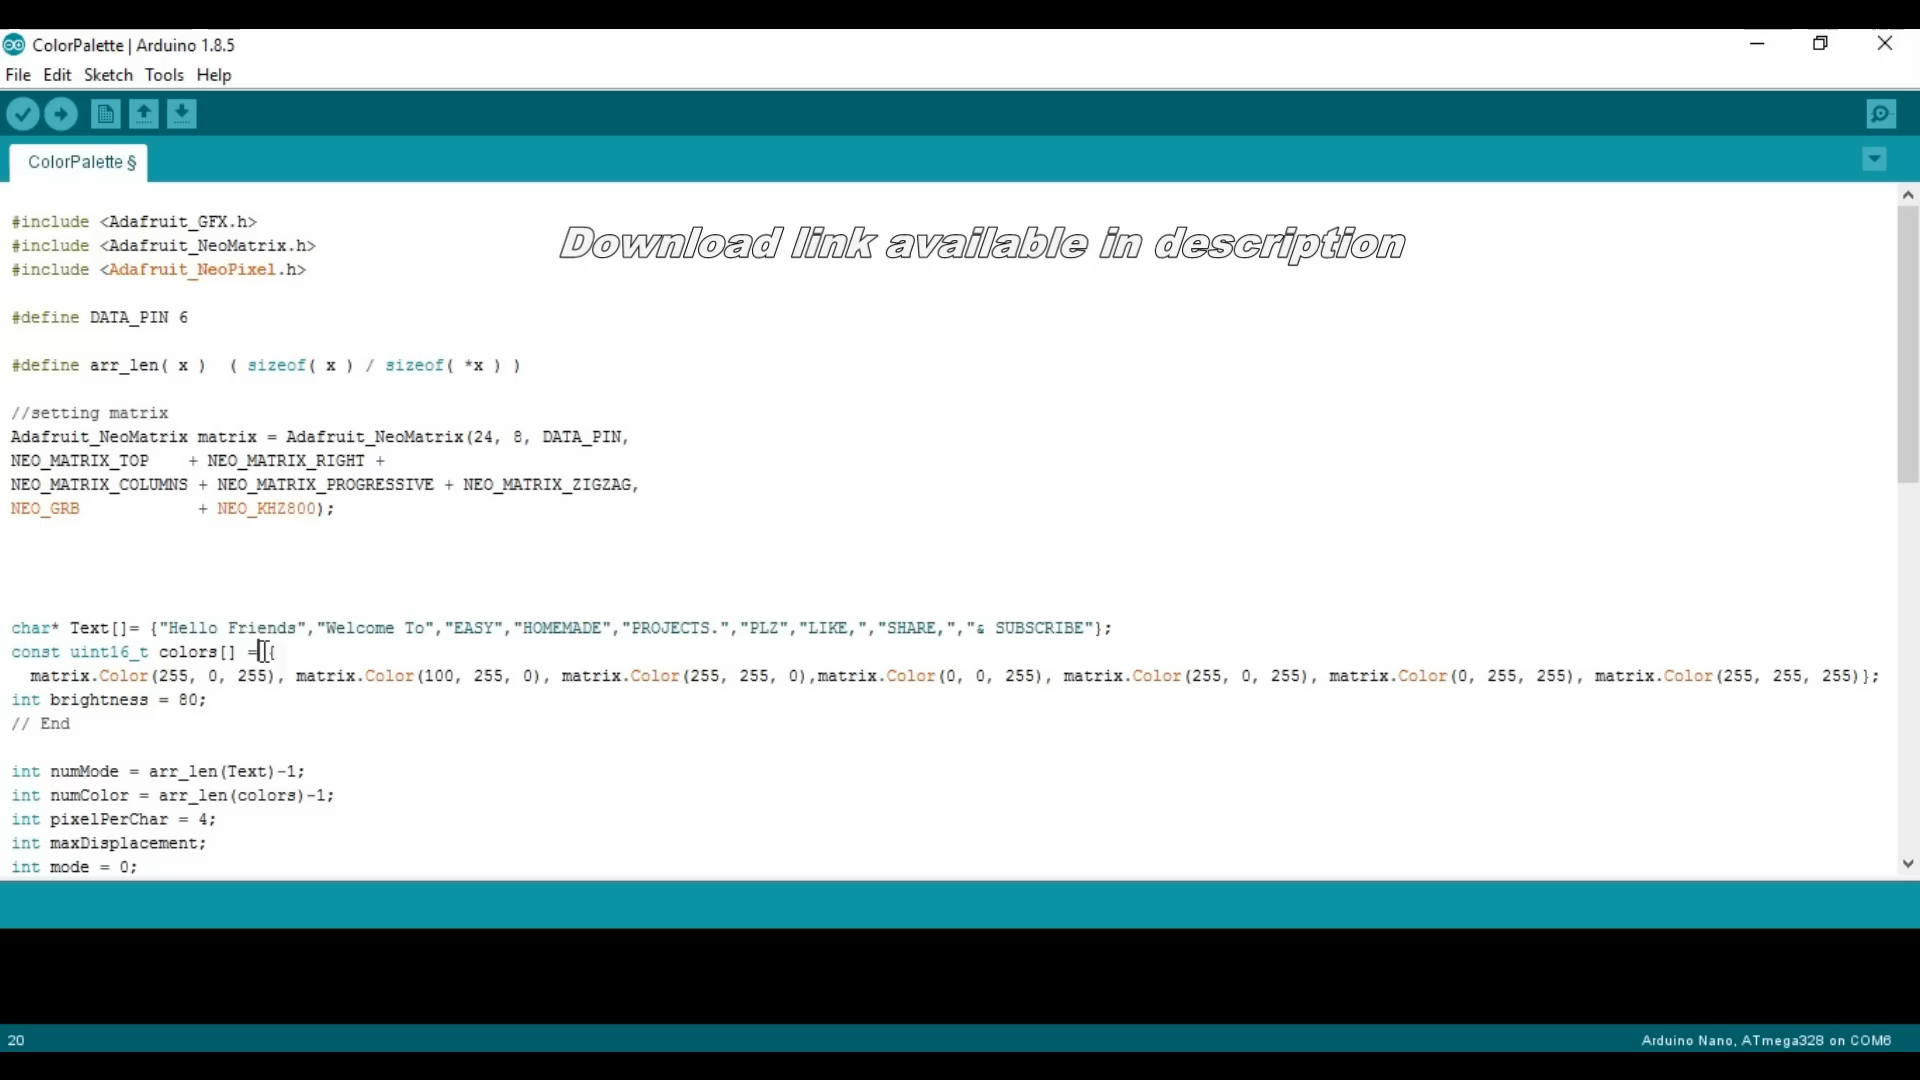 ColorPalette | Arduino 1.8.5
File Edit Sketch Tools Help
ColorPalette §
#include <Adafruit_GFX.h>
Download link available in description
#include <Adafruit_NeoMatrix.h>
#include <Adafruit_NeoPixel.h>
#define DATA_PIN 6
#define arr_len( x )  ( sizeof( x ) / sizeof( *x ) )
//setting matrix
Adafruit_NeoMatrix matrix = Adafruit_NeoMatrix(24, 8, DATA_PIN,
NEO_MATRIX_TOP    + NEO_MATRIX_RIGHT +
NEO_MATRIX_COLUMNS + NEO_MATRIX_PROGRESSIVE + NEO_MATRIX_ZIGZAG,
NEO_GRB            + NEO_KHZ800);
char* Text[]= {"Hello Friends","Welcome To","EASY","HOMEMADE","PROJECTS.","PLZ","LIKE,","SHARE,","& SUBSCRIBE"};
const uint16_t colors[] = {
  matrix.Color(255, 0, 255), matrix.Color(100, 255, 0), matrix.Color(255, 255, 0),matrix.Color(0, 0, 255), matrix.Color(255, 0, 255), matrix.Color(0, 255, 255), matrix.Color(255, 255, 255)};
int brightness = 80;
// End
int numMode = arr_len(Text)-1;
int numColor = arr_len(colors)-1;
int pixelPerChar = 4;
int maxDisplacement;
int mode = 0;
20
Arduino Nano, ATmega328 on COM6